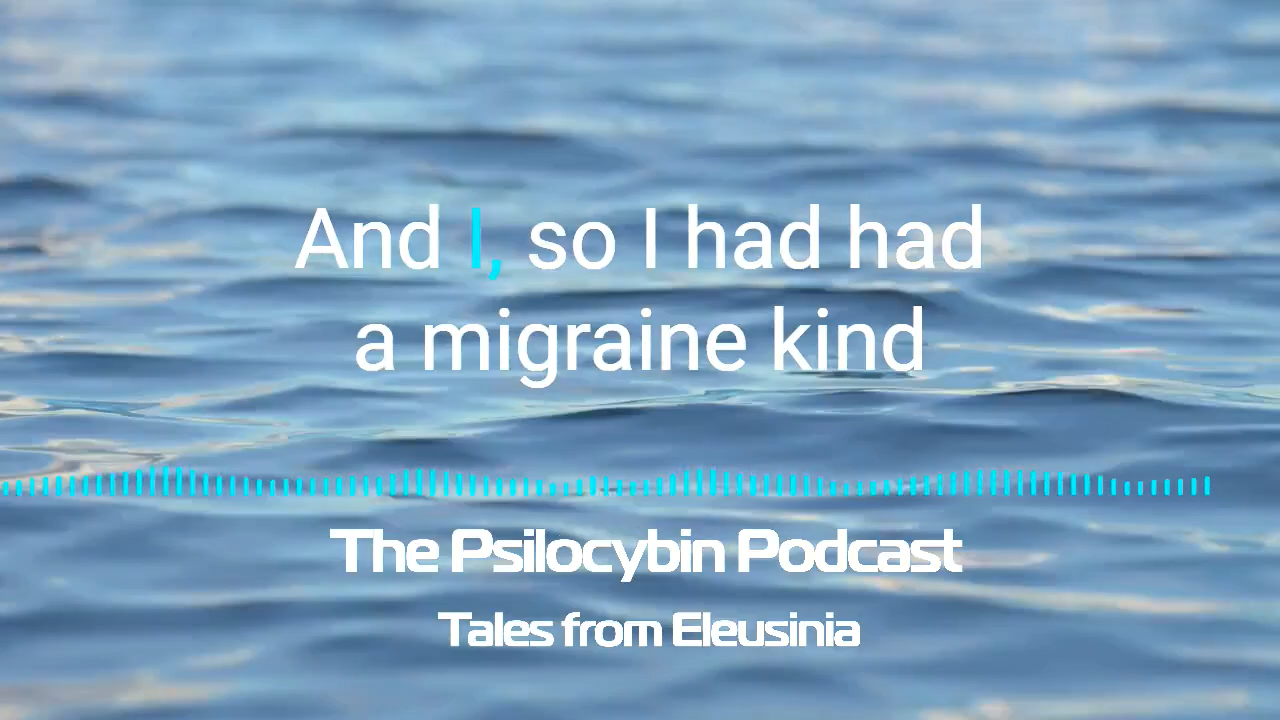 And I, so I had had
a migraine kind
The Psilocybin Podcast
Tales from Eleusinia